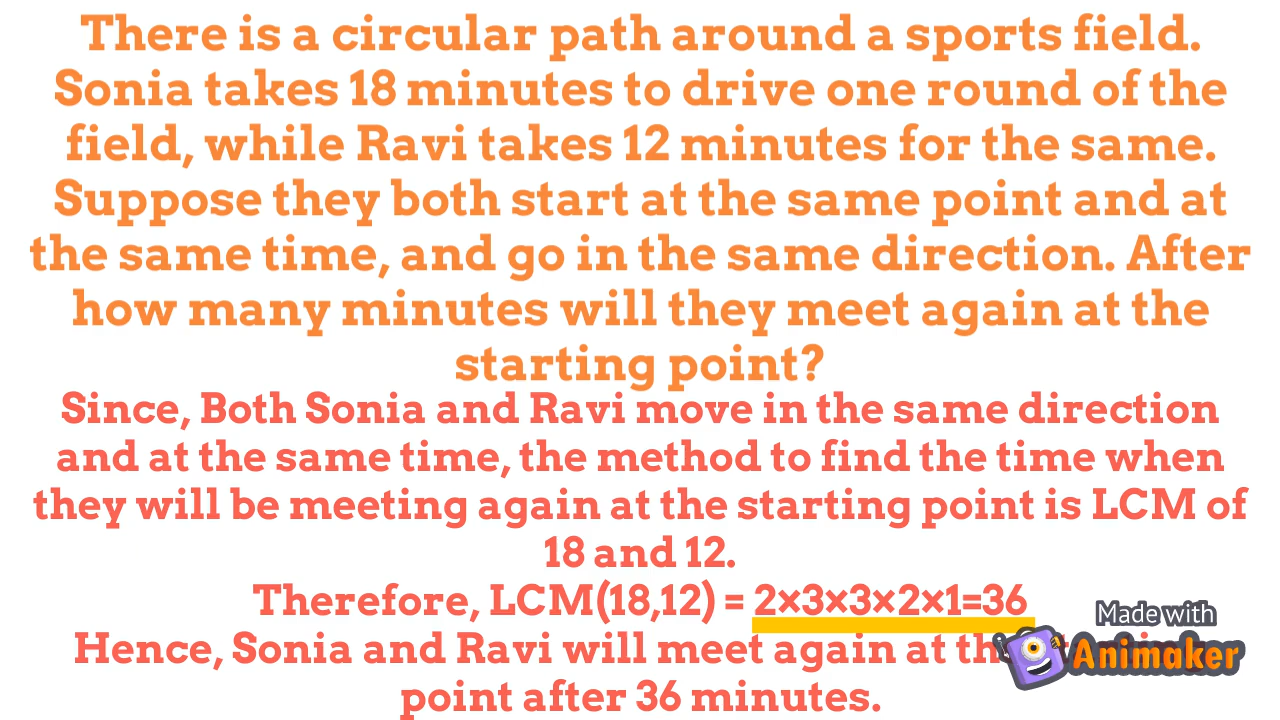 There is a circular path around a sports field.
Sonia takes 18 minutes to drive one round of the
field, while Ravi takes 12 minutes for the same.
Suppose they both start at the same point and at
the same time, and go in the same direction. After
how many minutes will they meet again at the
starting point?
Since, Both Sonia and Ravi move in the same direction
and at the same time, the method to find the time when
they will be meeting again at the starting point is LCM of
18 and 12.
Therefore, LCM(18,12) = 2×3×3×2×1=36
Hence, Sonia and Ravi will meet again at
point after 36 minutes.
Made with
Animaker